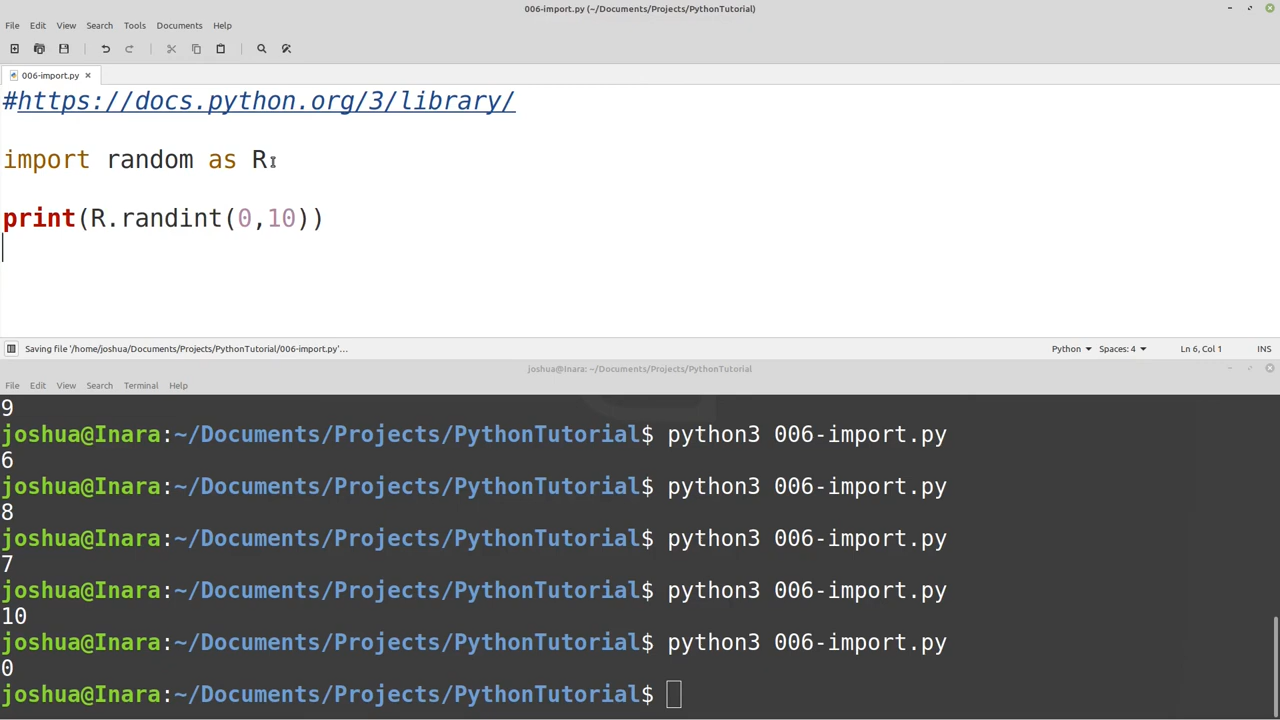 006-import.py (~/Documents/Projects/PythonTutorial)
File Edit View Search Tools Documents Help
006-import.py
#https://docs.python.org/3/library/
import random as R
print(R.randint(0,10))
Saving file '/home/joshua/Documents/Projects/PythonTutorial/006-import.py'… Python Spaces: 4 Ln 6, Col 1 INS
joshua@Inara: ~/Documents/Projects/PythonTutorial
File Edit View Search Terminal Help
9
joshua@Inara:~/Documents/Projects/PythonTutorial$ python3 006-import.py
6
joshua@Inara:~/Documents/Projects/PythonTutorial$ python3 006-import.py
8
joshua@Inara:~/Documents/Projects/PythonTutorial$ python3 006-import.py
7
joshua@Inara:~/Documents/Projects/PythonTutorial$ python3 006-import.py
10
joshua@Inara:~/Documents/Projects/PythonTutorial$ python3 006-import.py
0
joshua@Inara:~/Documents/Projects/PythonTutorial$